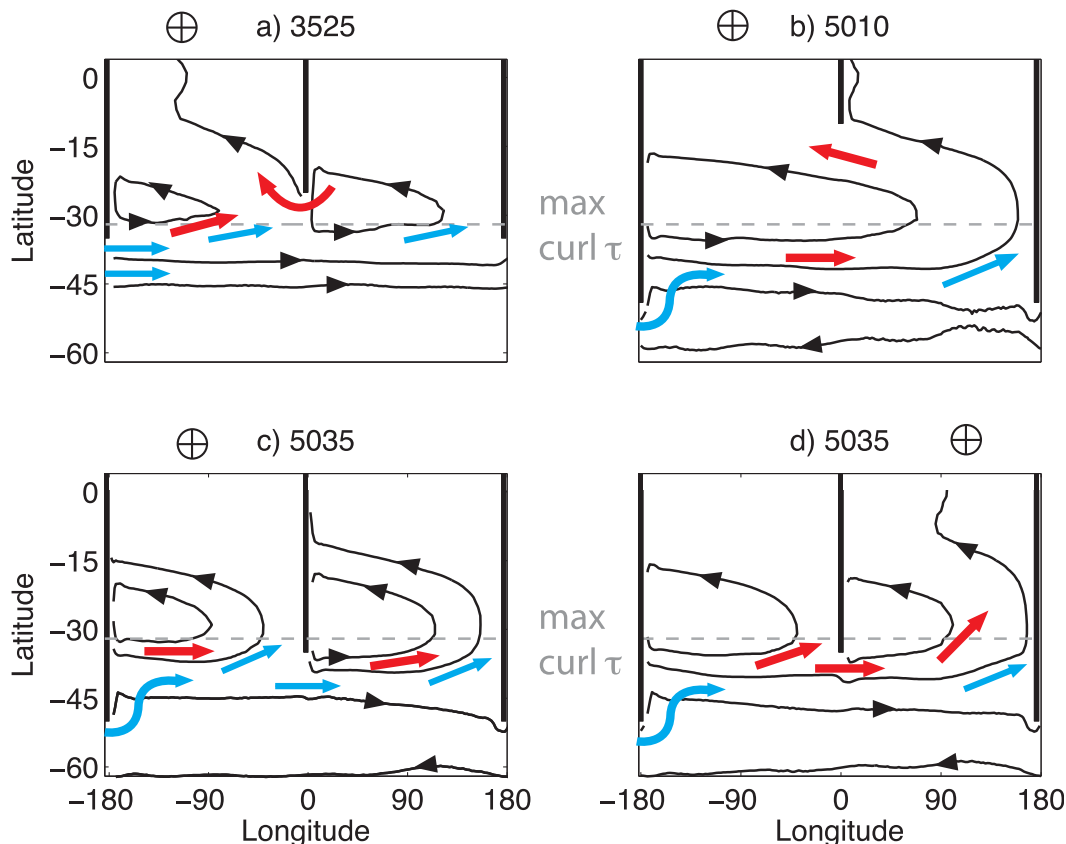 ⊕ a) 3525
⊕ b) 5010
0
−15
−30
−45
−60
Latitude
max
curl τ
c) 5035
⊕
d) 5035 ⊕
0
−15
−30
−45
−60
Latitude
max
curl τ
−180 −90 0 90 180
Longitude
−180 −90 0 90 180
Longitude